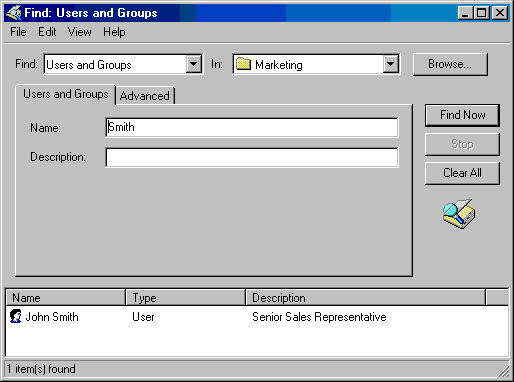 Find: Users and Groups
File Edit View Help
Find: Users and Groups In: Marketing Browse...
Users and Groups Advanced
Find Now
Name: Smith
Stop
Description:
Clear All
Name Type Description
John Smith User Senior Sales Representative
1 item(s) found